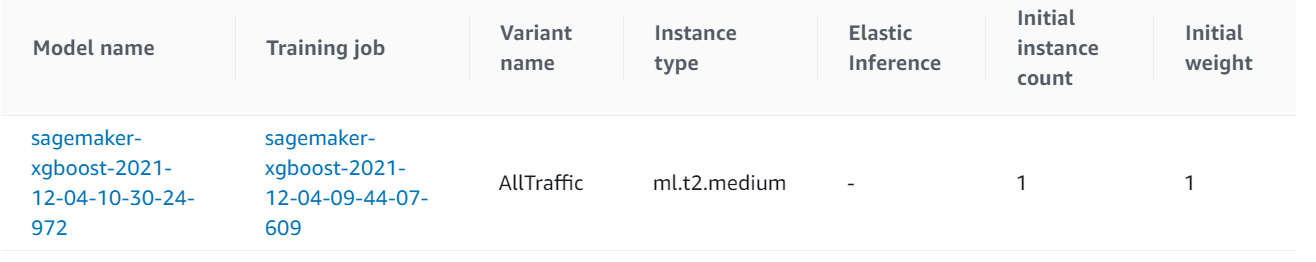 Model name
Training job
Variant
name
Instance
type
Elastic
Inference
Initial
instance
count
Initial
weight
sagemaker-
xgboost-2021-
12-04-10-30-24-
972
sagemaker-
xgboost-2021-
12-04-09-44-07-
609
AllTraffic
ml.t2.medium
-
1
1